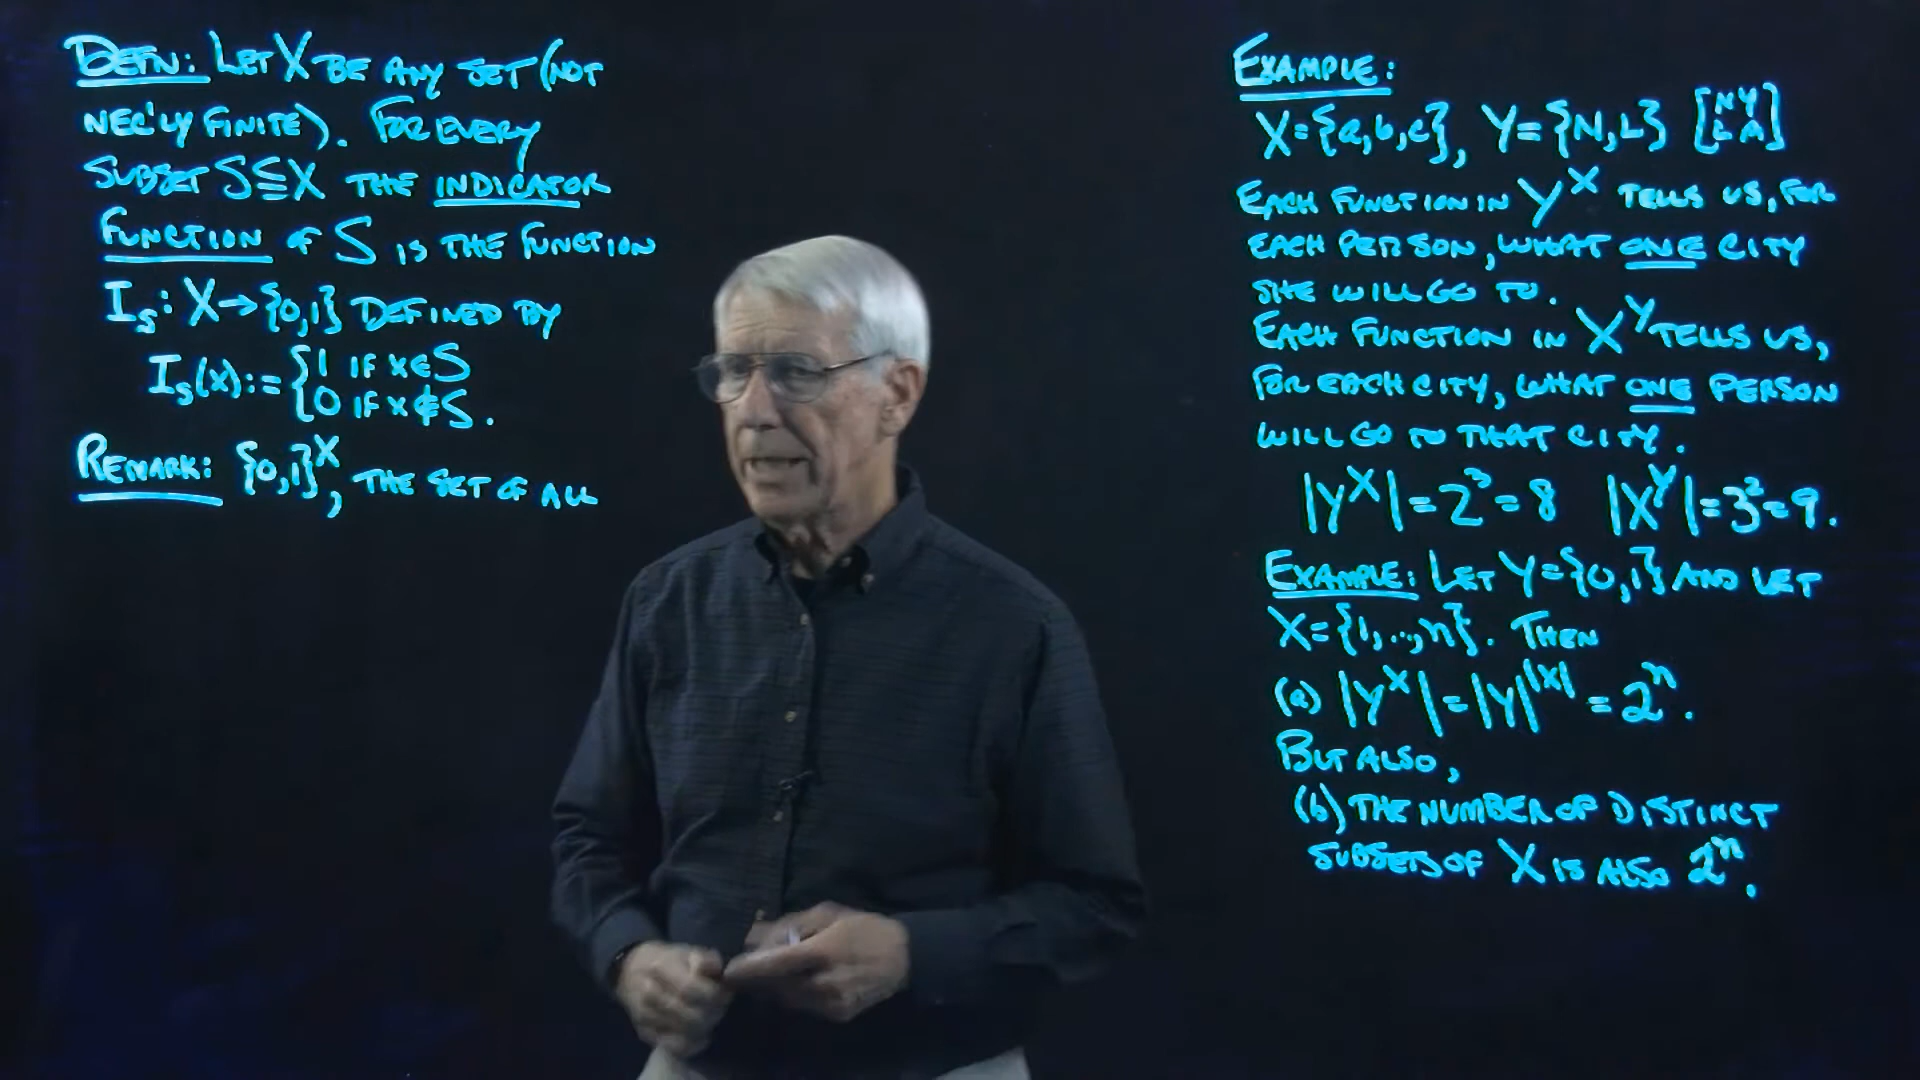 DEFN: LET X BE ANY SET (NOT
NEC'LY FINITE). FOR EVERY
SUBSET S⊆X THE INDICATOR
FUNCTION OF S IS THE FUNCTION
I_S: X→{0,1} DEFINED BY
I_S(x):= {1 IF x∈S
{0 IF x∉S.
REMARK: {0,1}^X, THE SET OF ALL
EXAMPLE:
X={a,b,c}, Y={N,L} [NY
LA]
EACH FUNCTION IN Y^X TELLS US, FOR
EACH PERSON, WHAT ONE CITY
SHE WILL GO TO.
EACH FUNCTION IN X^Y TELLS US,
FOR EACH CITY, WHAT ONE PERSON
WILL GO TO THAT CITY.
|Y^X|=2^3=8 |X^Y|=3^2=9.
EXAMPLE: LET Y={0,1} AND LET
X={1,..,n}. THEN
(a) |Y^X|=|Y|^|X|=2^n.
BUT ALSO,
(b) THE NUMBER OF DISTINCT
SUBSETS OF X IS ALSO 2^n.